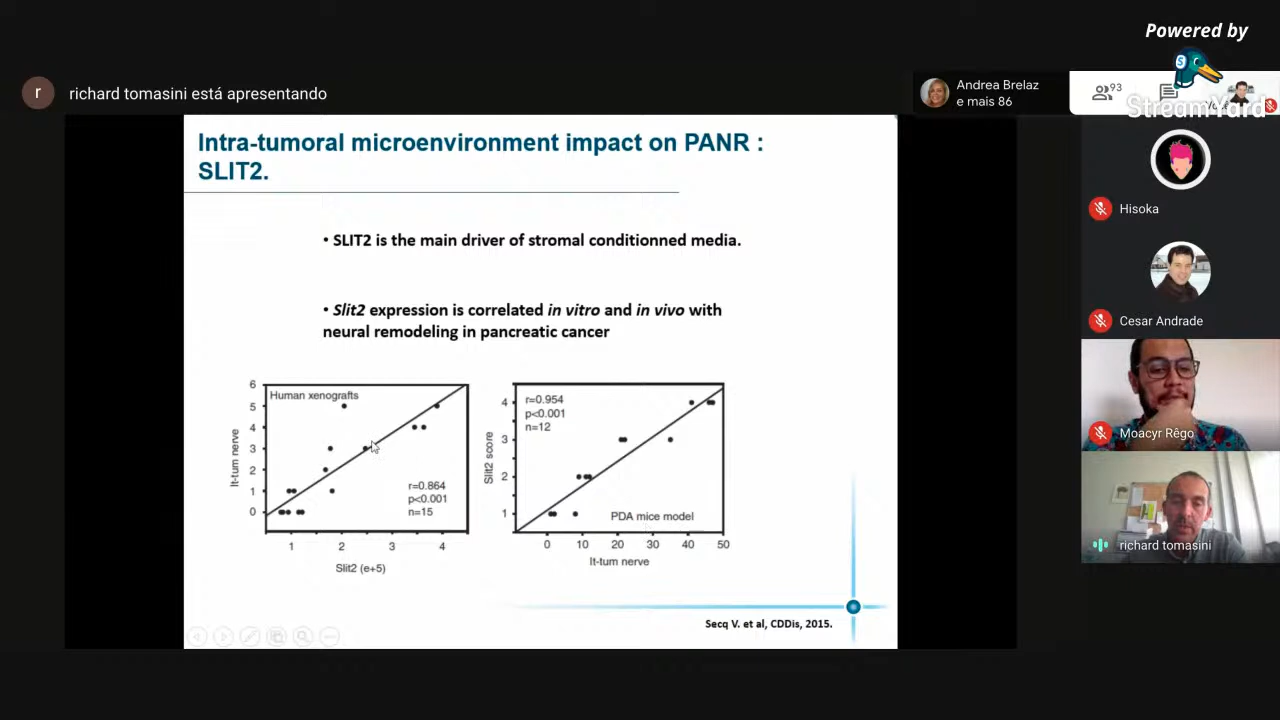 Powered by
StreamYard
r
richard tomasini está apresentando
Andrea Brelaz
e mais 86
93
Intra-tumoral microenvironment impact on PANR :
SLIT2.
• SLIT2 is the main driver of stromal conditionned media.
• Slit2 expression is correlated in vitro and in vivo with
neural remodeling in pancreatic cancer
Human xenografts
It-tum nerve
6
5
4
3
2
1
0
r=0.864
p<0.001
n=15
1 2 3 4
Slit2 (e+5)
r=0.954
p<0.001
n=12
Slit2 score
4
3
2
1
PDA mice model
0 10 20 30 40 50
It-tum nerve
Secq V. et al, CDDis, 2015.
Hisoka
Cesar Andrade
Moacyr Rêgo
richard tomasini